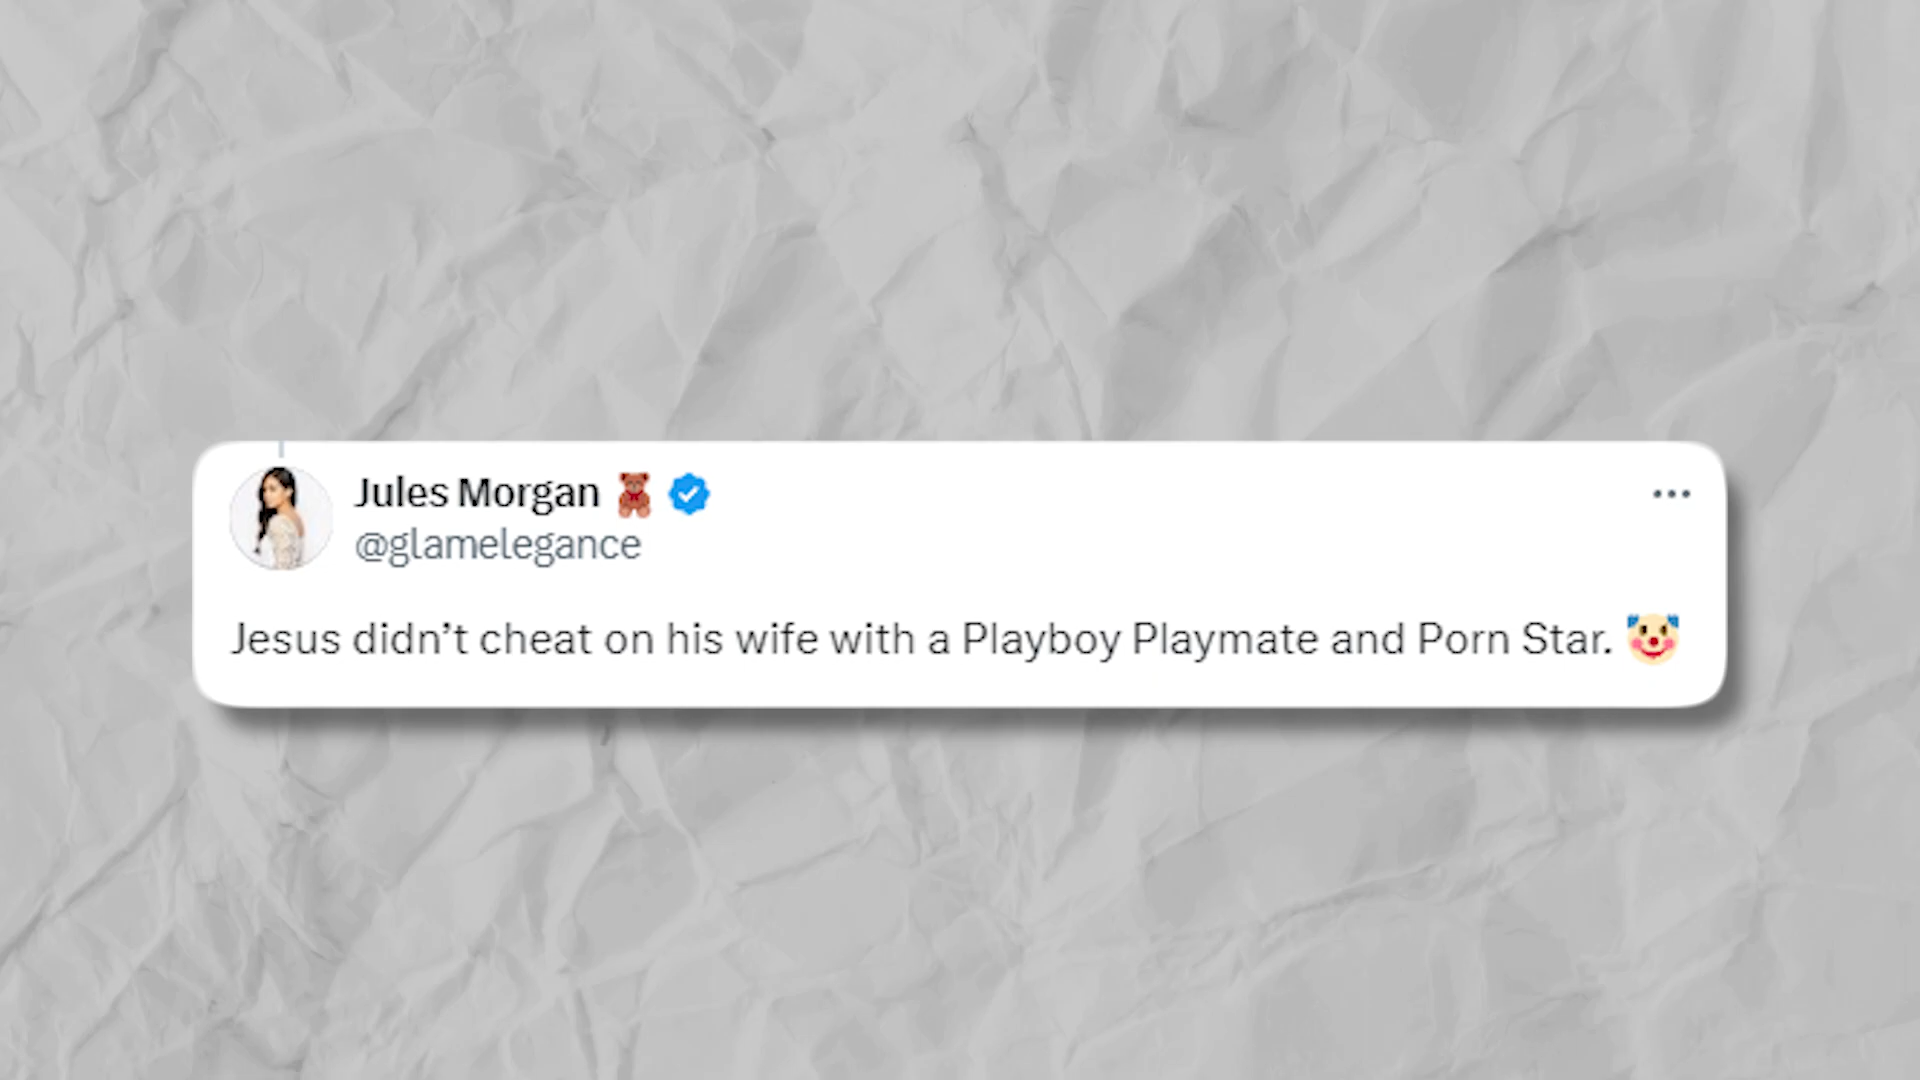 Jules Morgan 🧸
@glamelegance
Jesus didn’t cheat on his wife with a Playboy Playmate and Porn Star. 🤡